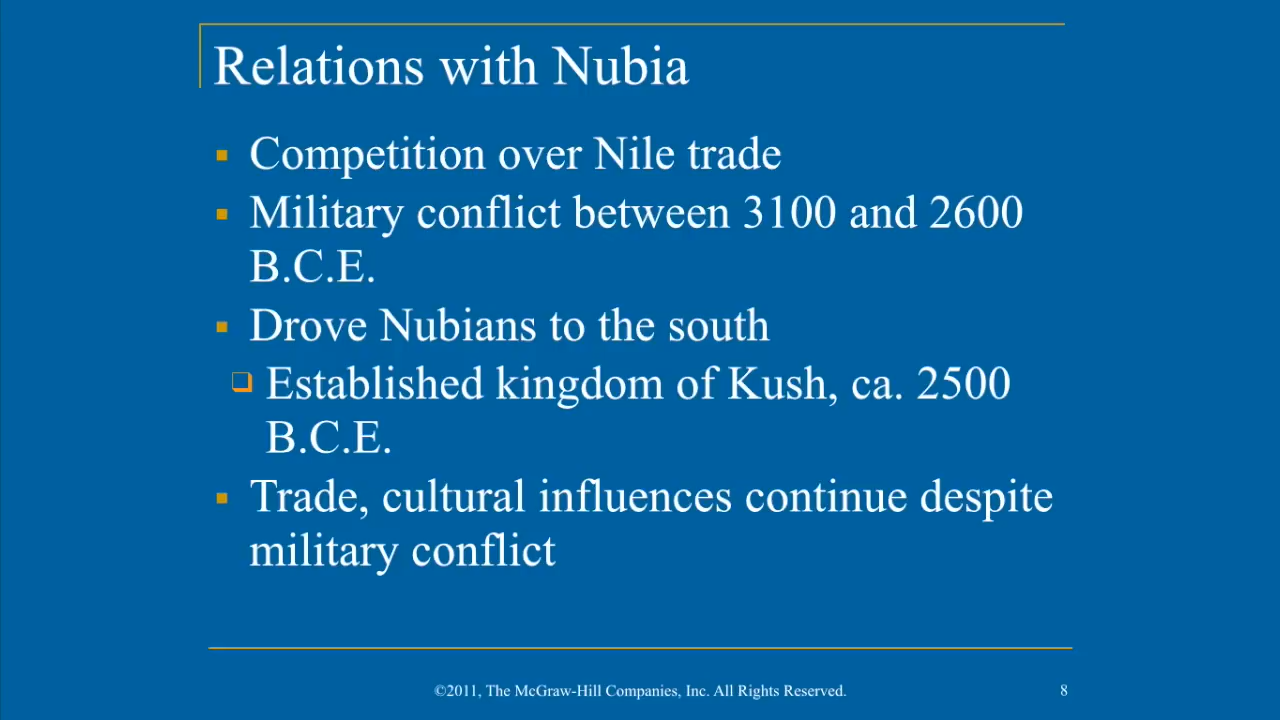 Relations with Nubia
Competition over Nile trade
Military conflict between 3100 and 2600
B.C.E.
Drove Nubians to the south
Established kingdom of Kush, ca. 2500
B.C.E.
Trade, cultural influences continue despite
military conflict
©2011, The McGraw-Hill Companies, Inc. All Rights Reserved.
8